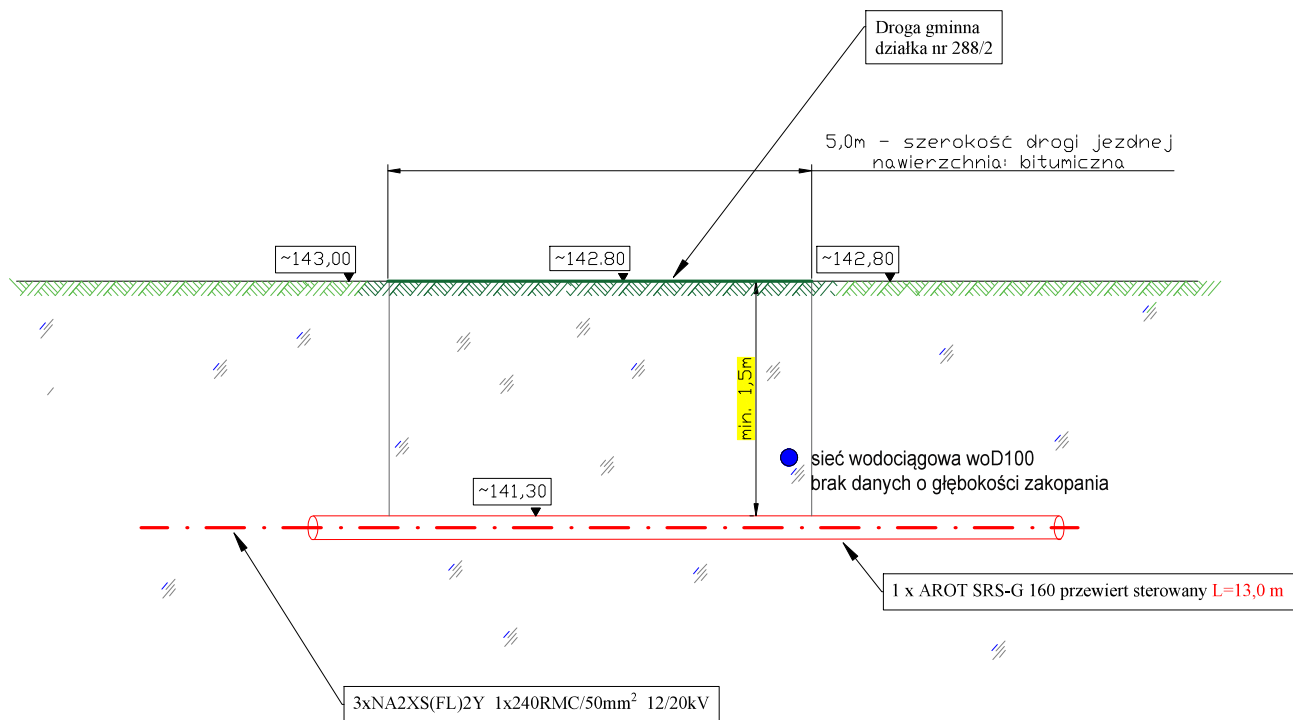 Droga gminna
działka nr 288/2
5,0m - szerokość drogi jezdnej
nawierzchnia: bitumiczna
~143,00
~142.80
~142,80
min. 1,5m
sieć wodociągowa woD100
brak danych o głębokości zakopania
~141,30
1 x AROT SRS-G 160 przewiert sterowany L=13,0 m
3xNA2XS(FL)2Y 1x240RMC/50mm² 12/20kV